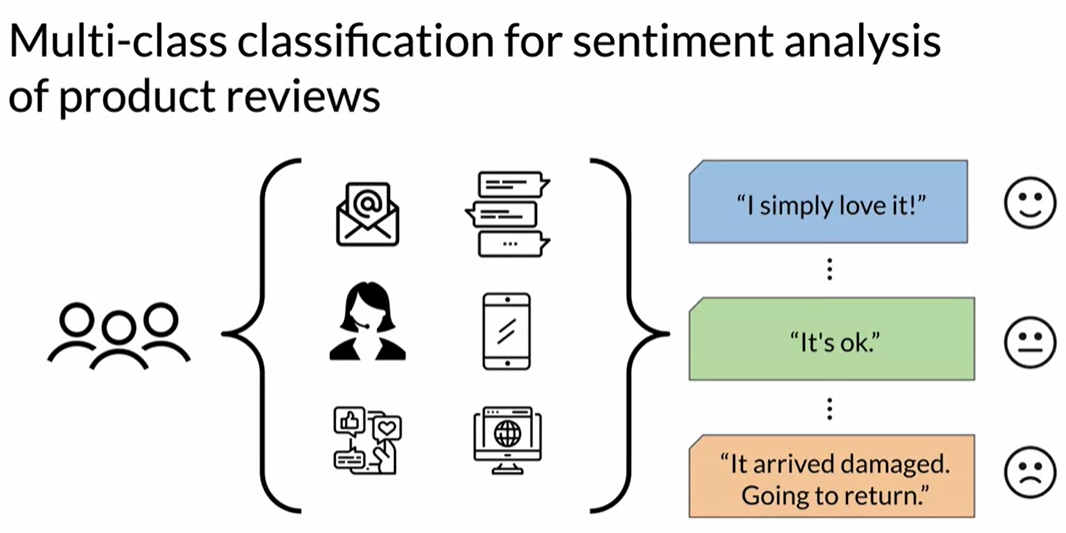 Multi-class classification for sentiment analysis
of product reviews
@
“I simply love it!”
“It's ok.”
“It arrived damaged.
Going to return.”